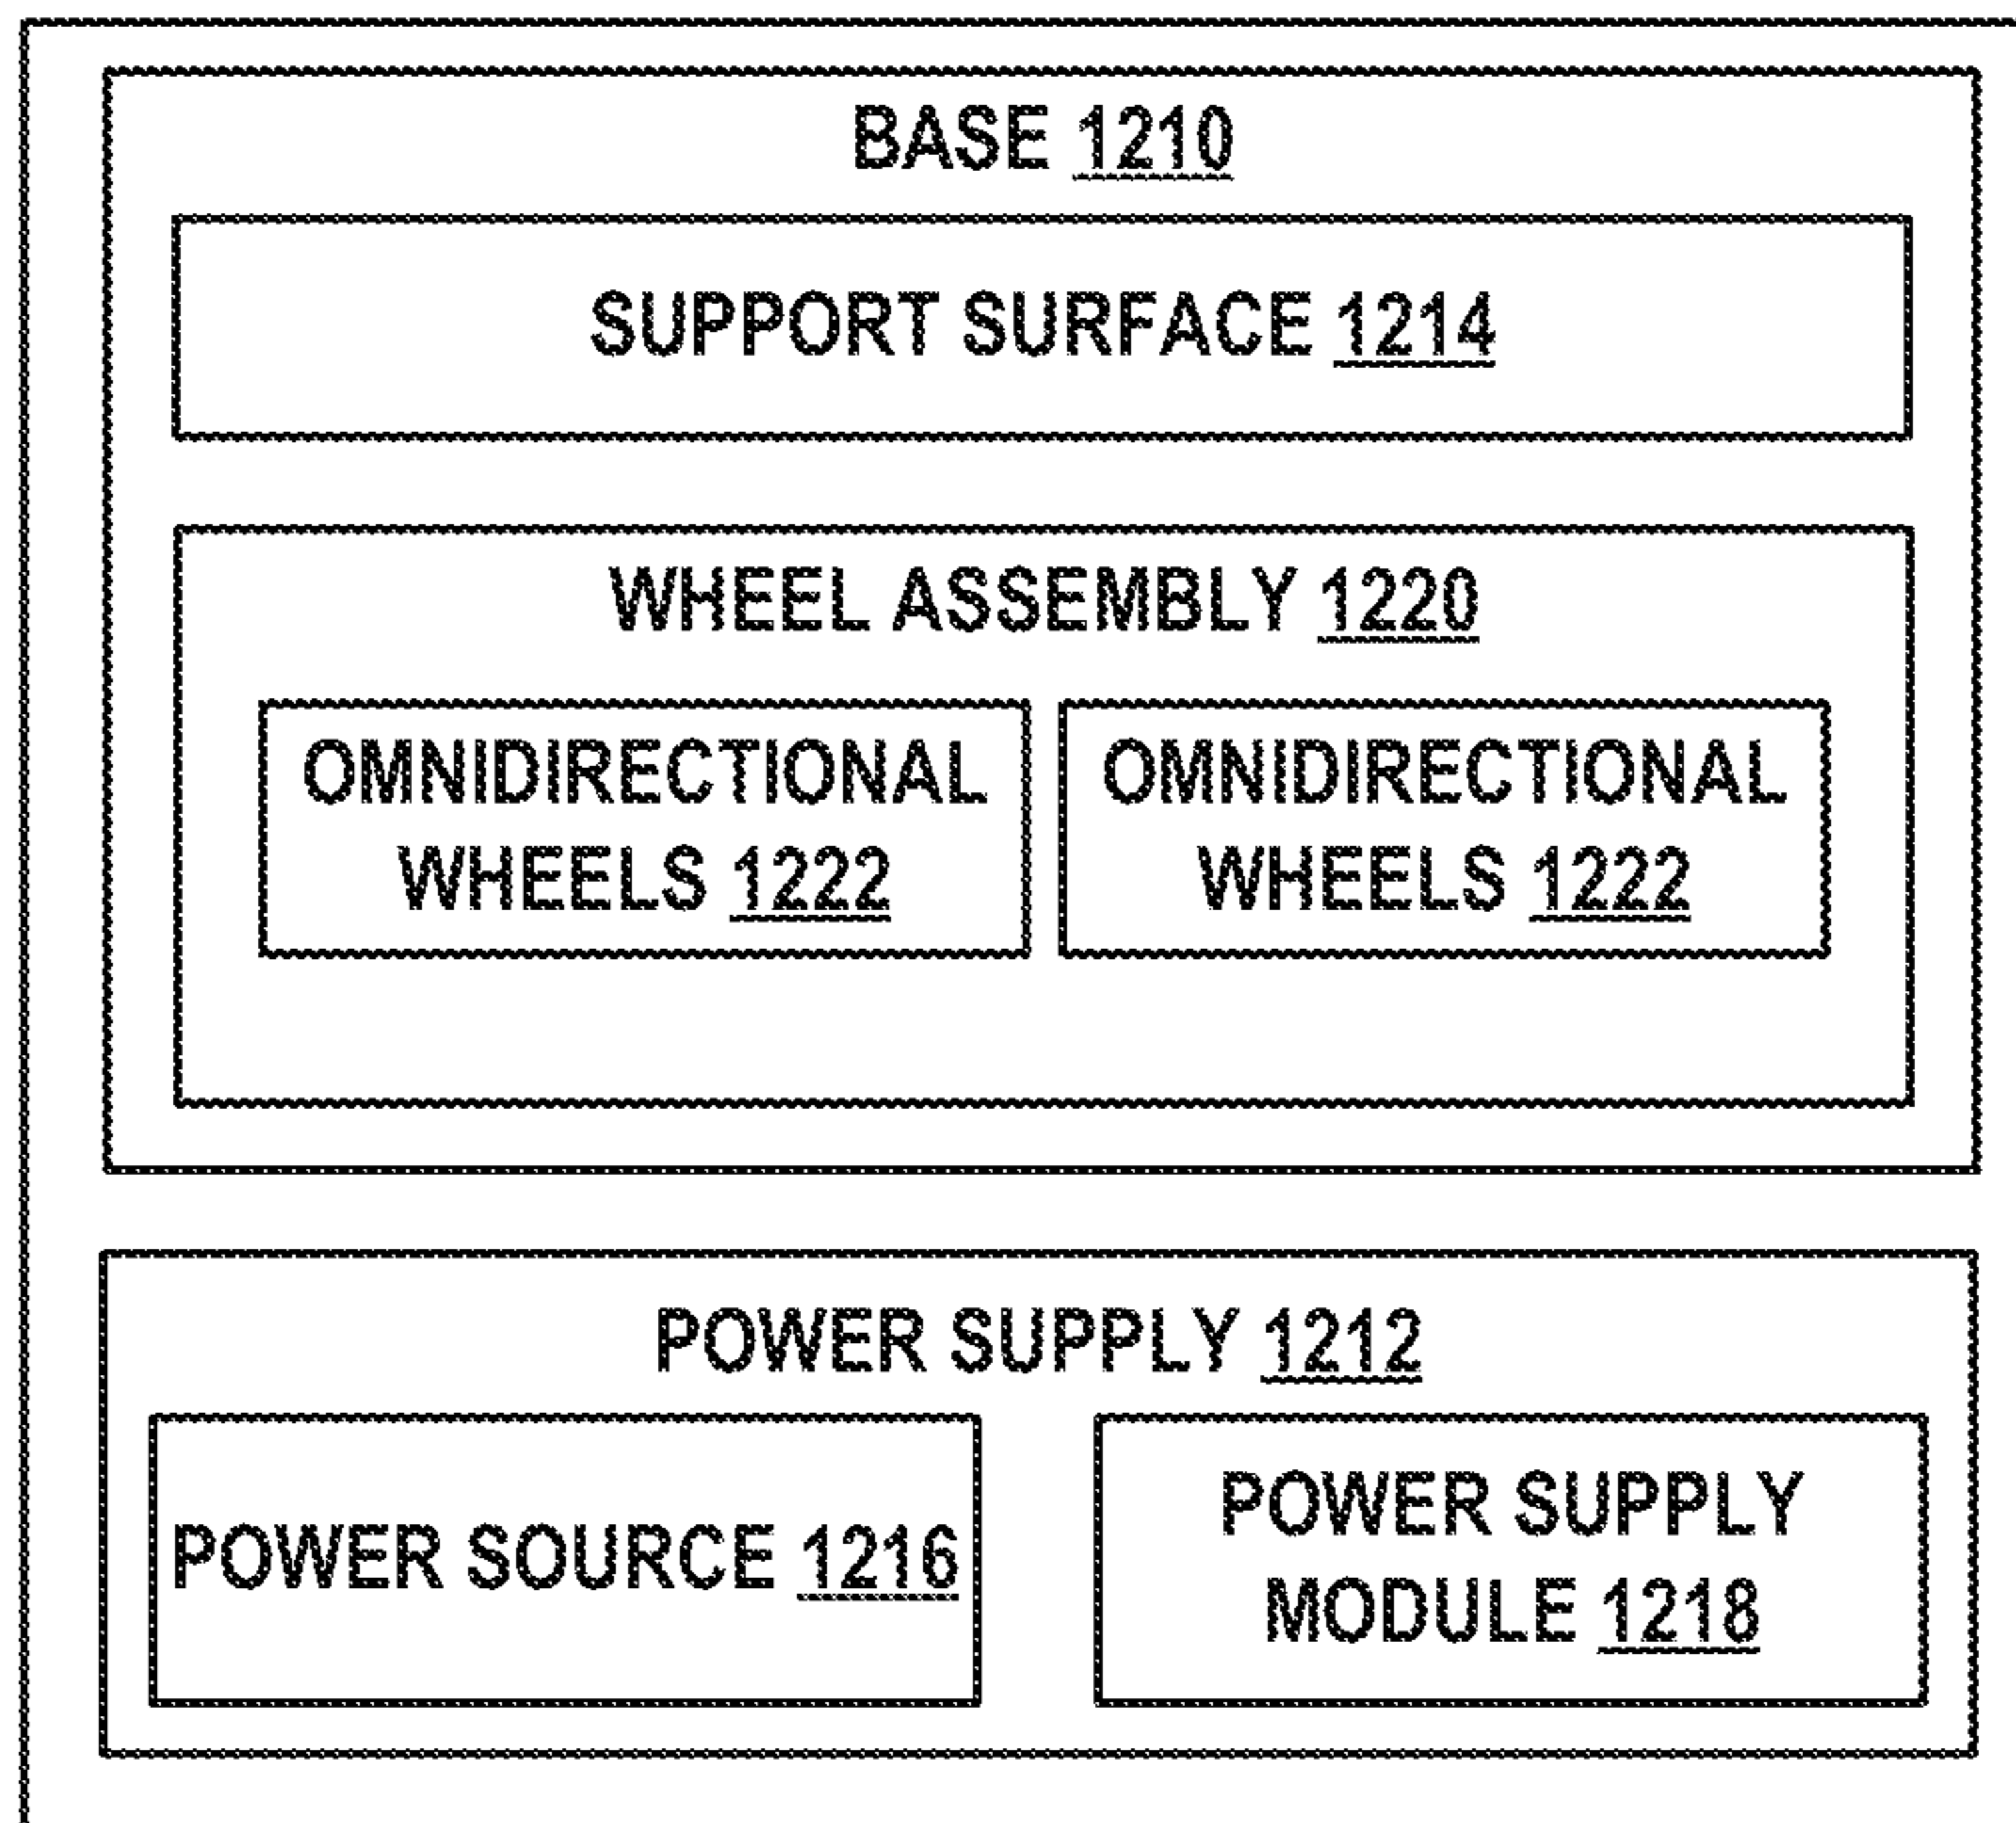 BASE 1210
SUPPORT SURFACE 1214
WHEEL ASSEMBLY 1220
OMNIDIRECTIONAL
WHEELS 1222
OMNIDIRECTIONAL
WHEELS 1222
POWER SUPPLY 1212
POWER SOURCE 1216
POWER SUPPLY
MODULE 1218